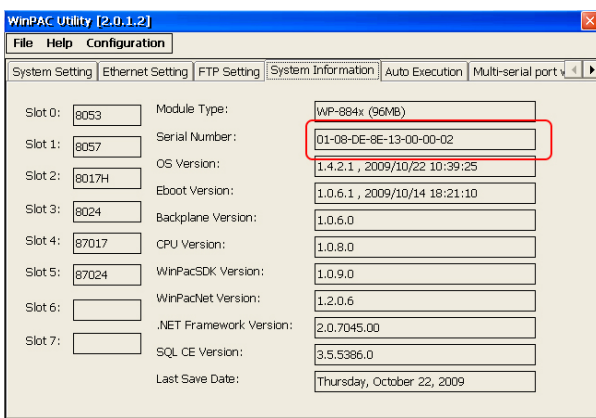 WinPAC Utility [2.0.1.2]
File Help Configuration
System Setting Ethernet Setting FTP Setting System Information Auto Execution Multi-serial port
Slot 0: 8053
Slot 1: 8057
Slot 2: 8017H
Slot 3: 8024
Slot 4: 87017
Slot 5: 87024
Slot 6:
Slot 7:
Module Type: WP-884x (96MB)
Serial Number: 01-08-DE-8E-13-00-00-02
OS Version: 1.4.2.1 , 2009/10/22 10:39:25
Eboot Version: 1.0.6.1 , 2009/10/14 18:21:10
Backplane Version: 1.0.6.0
CPU Version: 1.0.8.0
WinPacSDK Version: 1.0.9.0
WinPacNet Version: 1.2.0.6
.NET Framework Version: 2.0.7045.00
SQL CE Version: 3.5.5386.0
Last Save Date: Thursday, October 22, 2009